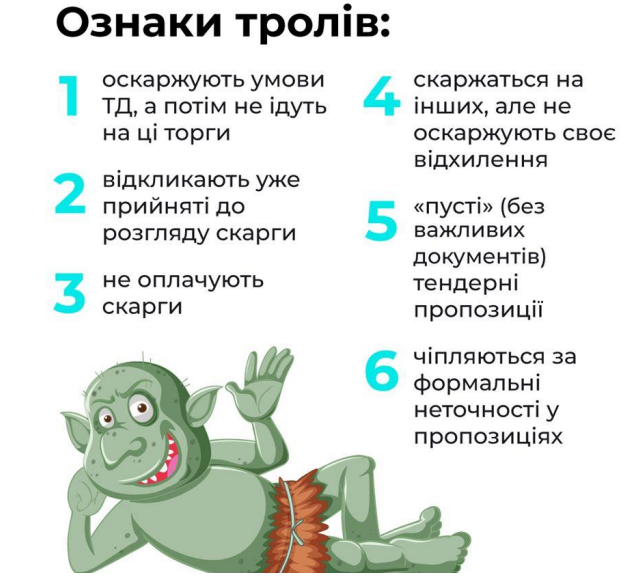 Ознаки тролів:
1 оскаржують умови
ТД, а потім не ідуть
на ці торги
2 відкликають уже
прийняті до
розгляду скарги
3 не оплачують
скарги
4 скаржаться на
інших, але не
оскаржують своє
відхилення
5 «пусті» (без
важливих
документів)
тендерні
пропозиції
6 чіпляються за
формальні
неточності у
пропозиціях